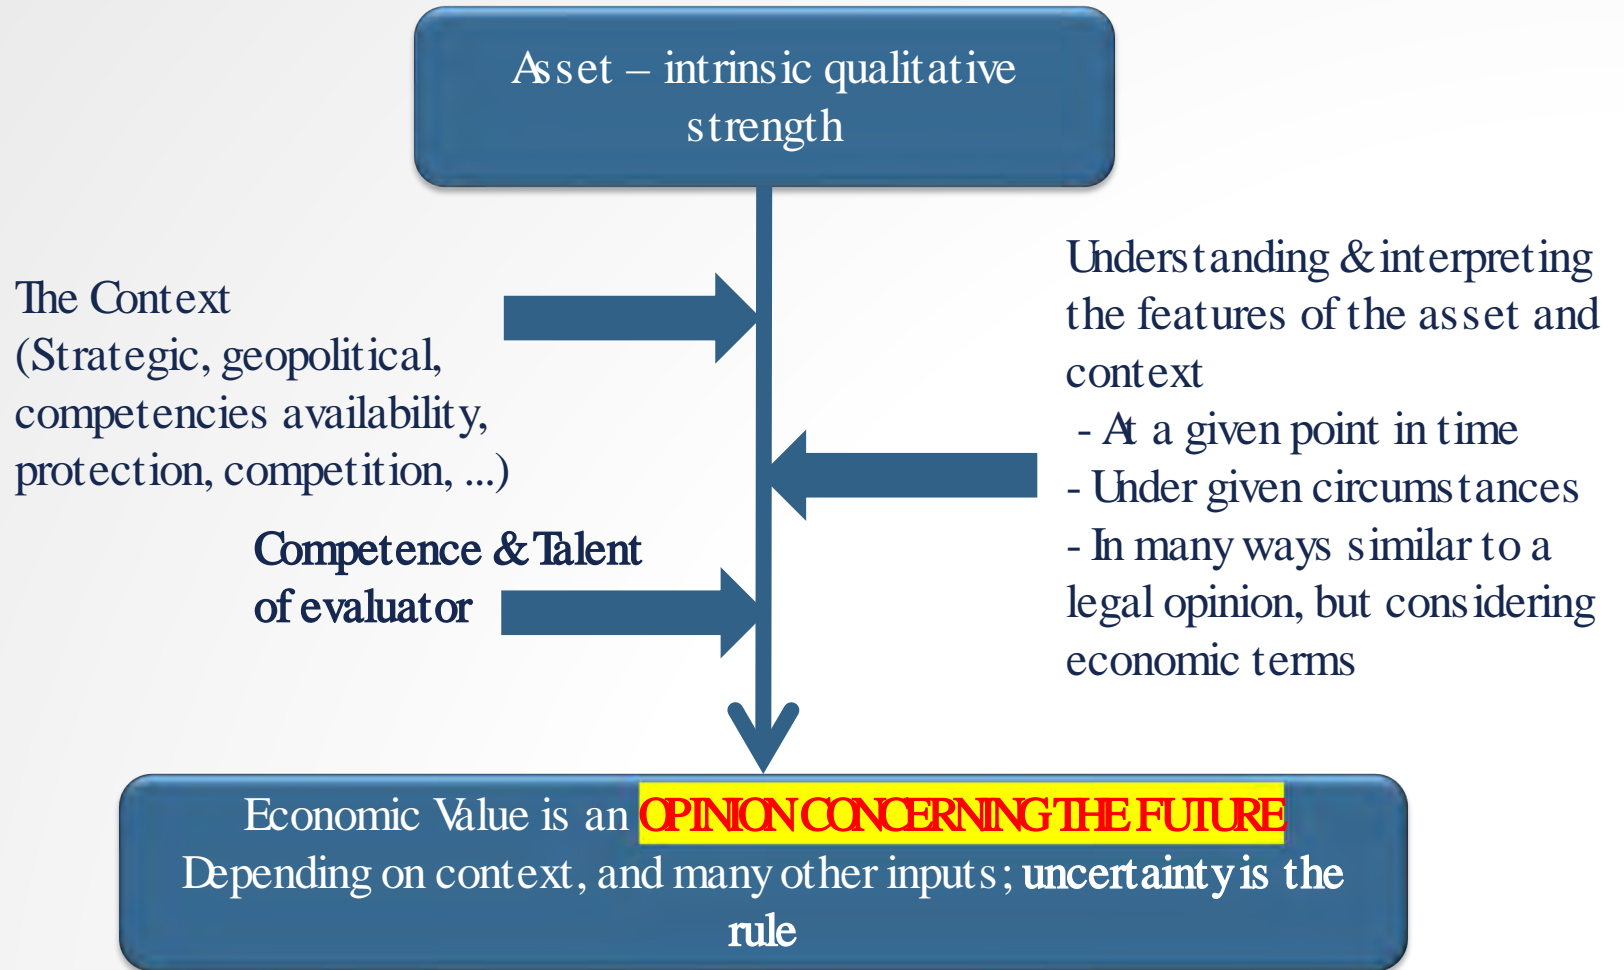 Asset – intrinsic qualitative
strength
The Context
(Strategic, geopolitical,
competencies availability,
protection, competition, ...)
Understanding & interpreting
the features of the asset and
context
- At a given point in time
- Under given circumstances
- In many ways similar to a
legal opinion, but considering
economic terms
Competence & Talent
of evaluator
Economic Value is an OPINION CONCERNING THE FUTURE
Depending on context, and many other inputs; uncertainty is the
rule